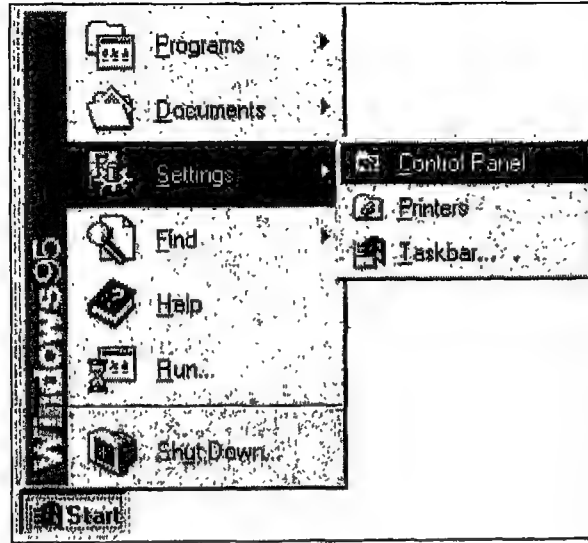 Programs
Documents
Settings
Control Panel
Find
Printers
Taskbar...
Help
Run...
Shut Down...
Windows95
Start